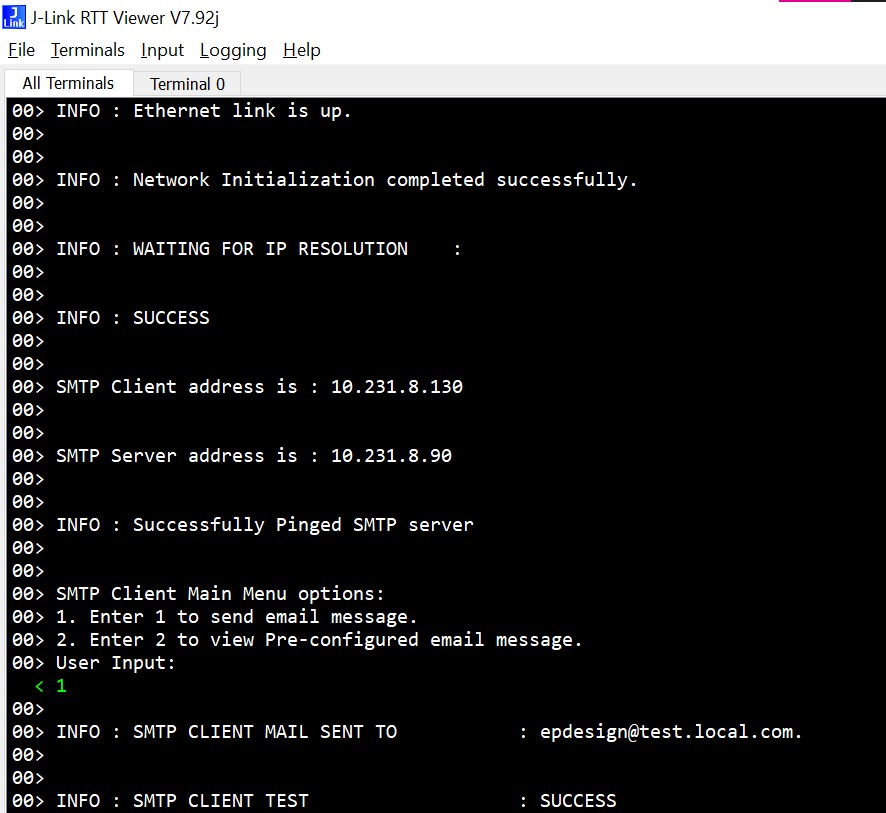 J Link J-Link RTT Viewer V7.92j
File Terminals Input Logging Help
All Terminals Terminal 0
00> INFO : Ethernet link is up.
00>
00>
00> INFO : Network Initialization completed successfully.
00>
00>
00> INFO : WAITING FOR IP RESOLUTION    :
00>
00>
00> INFO : SUCCESS
00>
00>
00> SMTP Client address is : 10.231.8.130
00>
00>
00> SMTP Server address is : 10.231.8.90
00>
00>
00> INFO : Successfully Pinged SMTP server
00>
00>
00> SMTP Client Main Menu options:
00> 1. Enter 1 to send email message.
00> 2. Enter 2 to view Pre-configured email message.
00> User Input:
< 1
00>
00> INFO : SMTP CLIENT MAIL SENT TO           : epdesign@test.local.com.
00>
00>
00> INFO : SMTP CLIENT TEST                   : SUCCESS